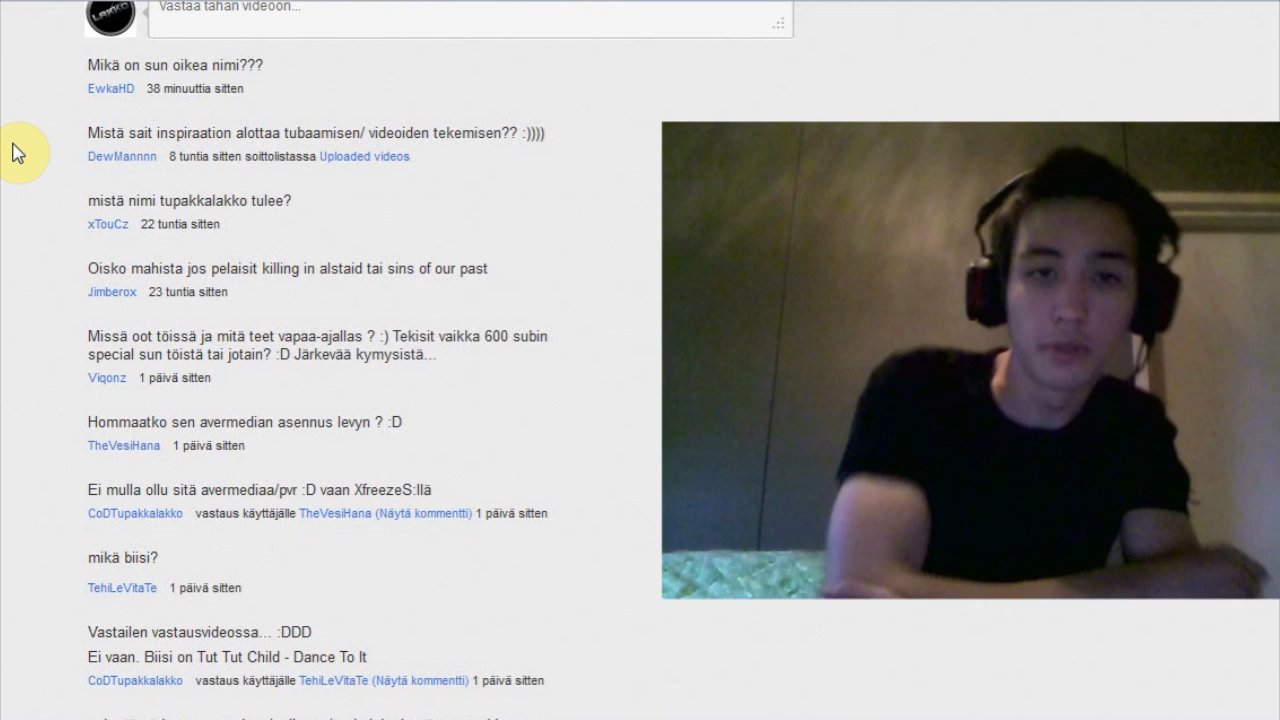 LAKKO
Vastaa tähän videoon...
Mikä on sun oikea nimi???
EwkaHD 38 minuuttia sitten
Mistä sait inspiraation alottaa tubaamisen/ videoiden tekemisen?? :))))
DewMannnn 8 tuntia sitten soittolistassa Uploaded videos
mistä nimi tupakkalakko tulee?
xTouCz 22 tuntia sitten
Oisko mahista jos pelaisit killing in alstaid tai sins of our past
Jimberox 23 tuntia sitten
Missä oot töissä ja mitä teet vapaa-ajallas ? :) Tekisit vaikka 600 subin
special sun töistä tai jotain? :D Järkevää kymysistä...
Viqonz 1 päivä sitten
Hommaatko sen avermedian asennus levyn ? :D
TheVesiHana 1 päivä sitten
Ei mulla ollu sitä avermediaa/pvr :D vaan XfreezeS:llä
CoDTupakkalakko vastaus käyttäjälle TheVesiHana (Näytä kommentti) 1 päivä sitten
mikä biisi?
TehiLeVitaTe 1 päivä sitten
Vastailen vastausvideossa... :DDD
Ei vaan. Biisi on Tut Tut Child - Dance To It
CoDTupakkalakko vastaus käyttäjälle TehiLeVitaTe (Näytä kommentti) 1 päivä sitten